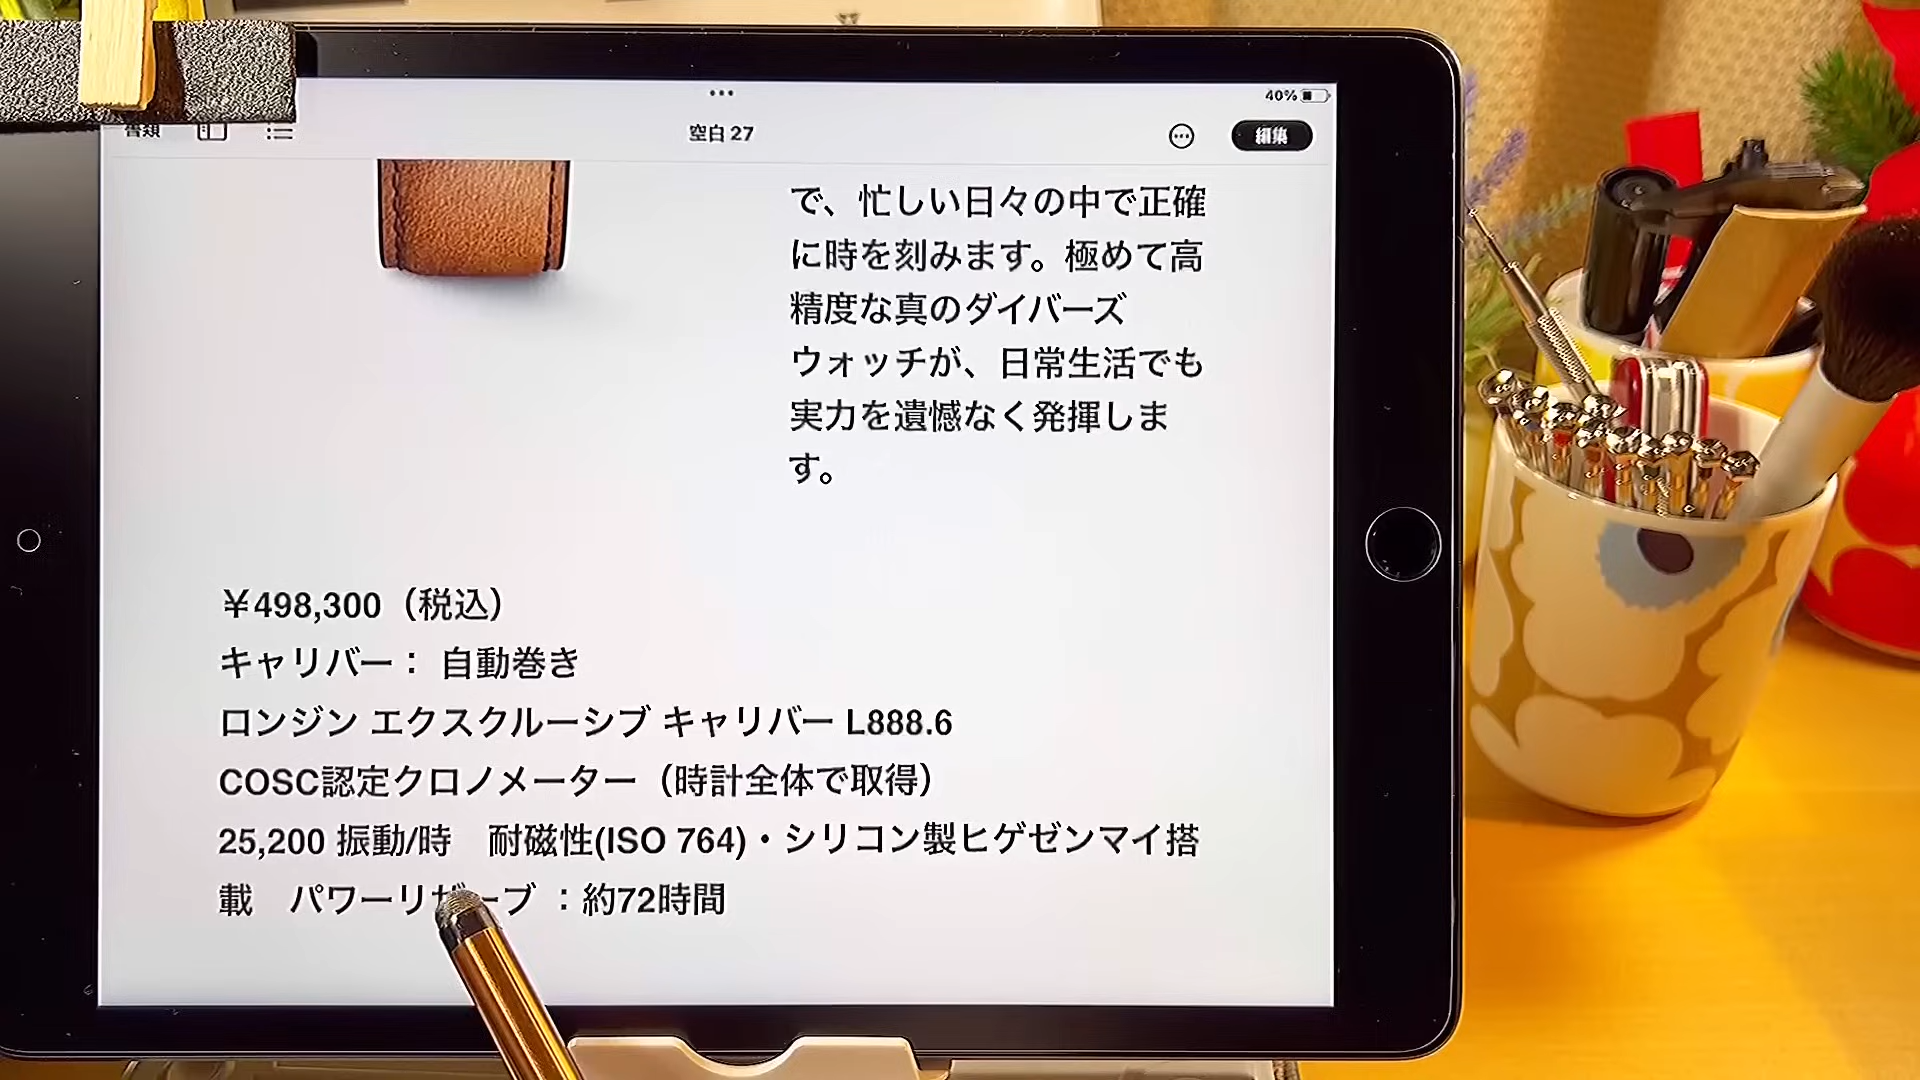 40%
書類
空白 27
編集
で、忙しい日々の中で正確
に時を刻みます。極めて高
精度な真のダイバーズ
ウォッチが、日常生活でも
実力を遺憾なく発揮しま
す。
￥498,300（税込）
キャリバー： 自動巻き
ロンジン エクスクルーシブ キャリバー L888.6
COSC認定クロノメーター（時計全体で取得）
25,200 振動/時　耐磁性(ISO 764)・シリコン製ヒゲゼンマイ搭
載　パワーリザーブ ：約72時間